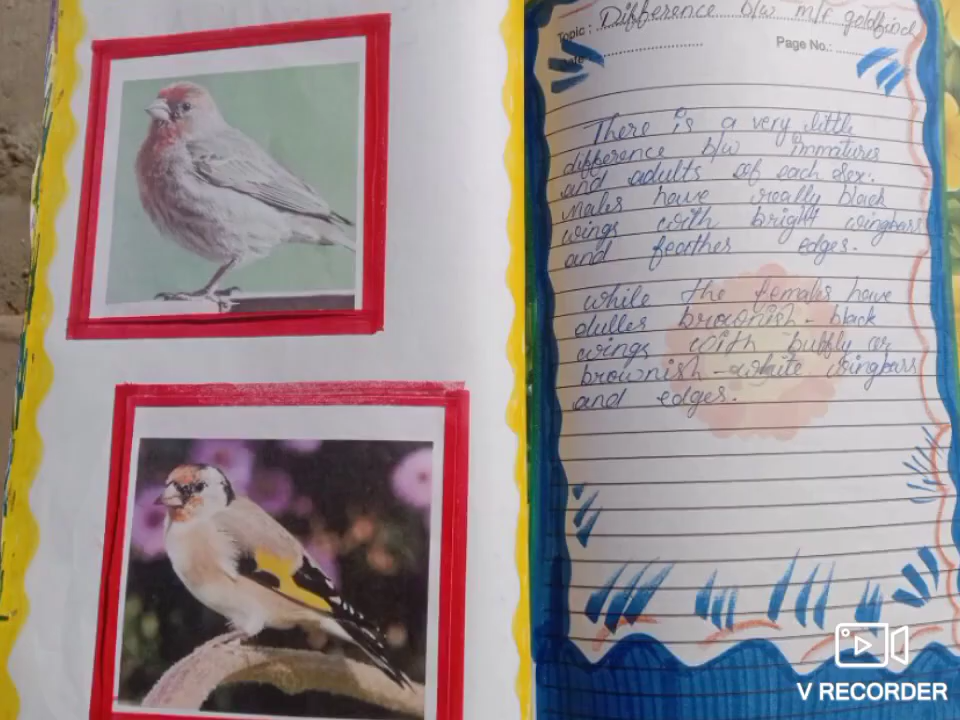 Topic: Difference b/w m/f goldfinch
Page No.:
Date
There is a very little
difference b/w immatures
and adults of each sex.
Males have really black
wings with bright wingbars
and feather edges.
while the females have
duller brownish black
wings with buffly or
brownish-white wingbars
and edges.
V RECORDER